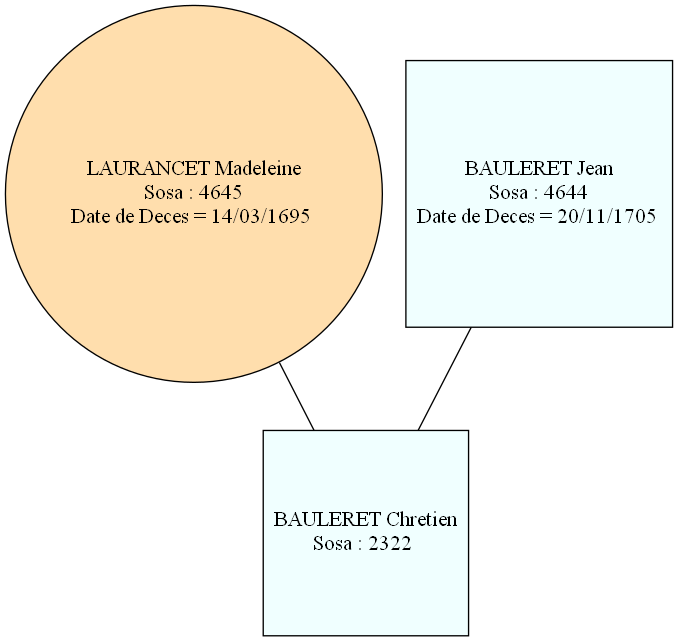 LAURANCET Madeleine
Sosa : 4645
Date de Deces = 14/03/1695
BAULERET Jean
Sosa : 4644
Date de Deces = 20/11/1705
BAULERET Chretien
Sosa : 2322